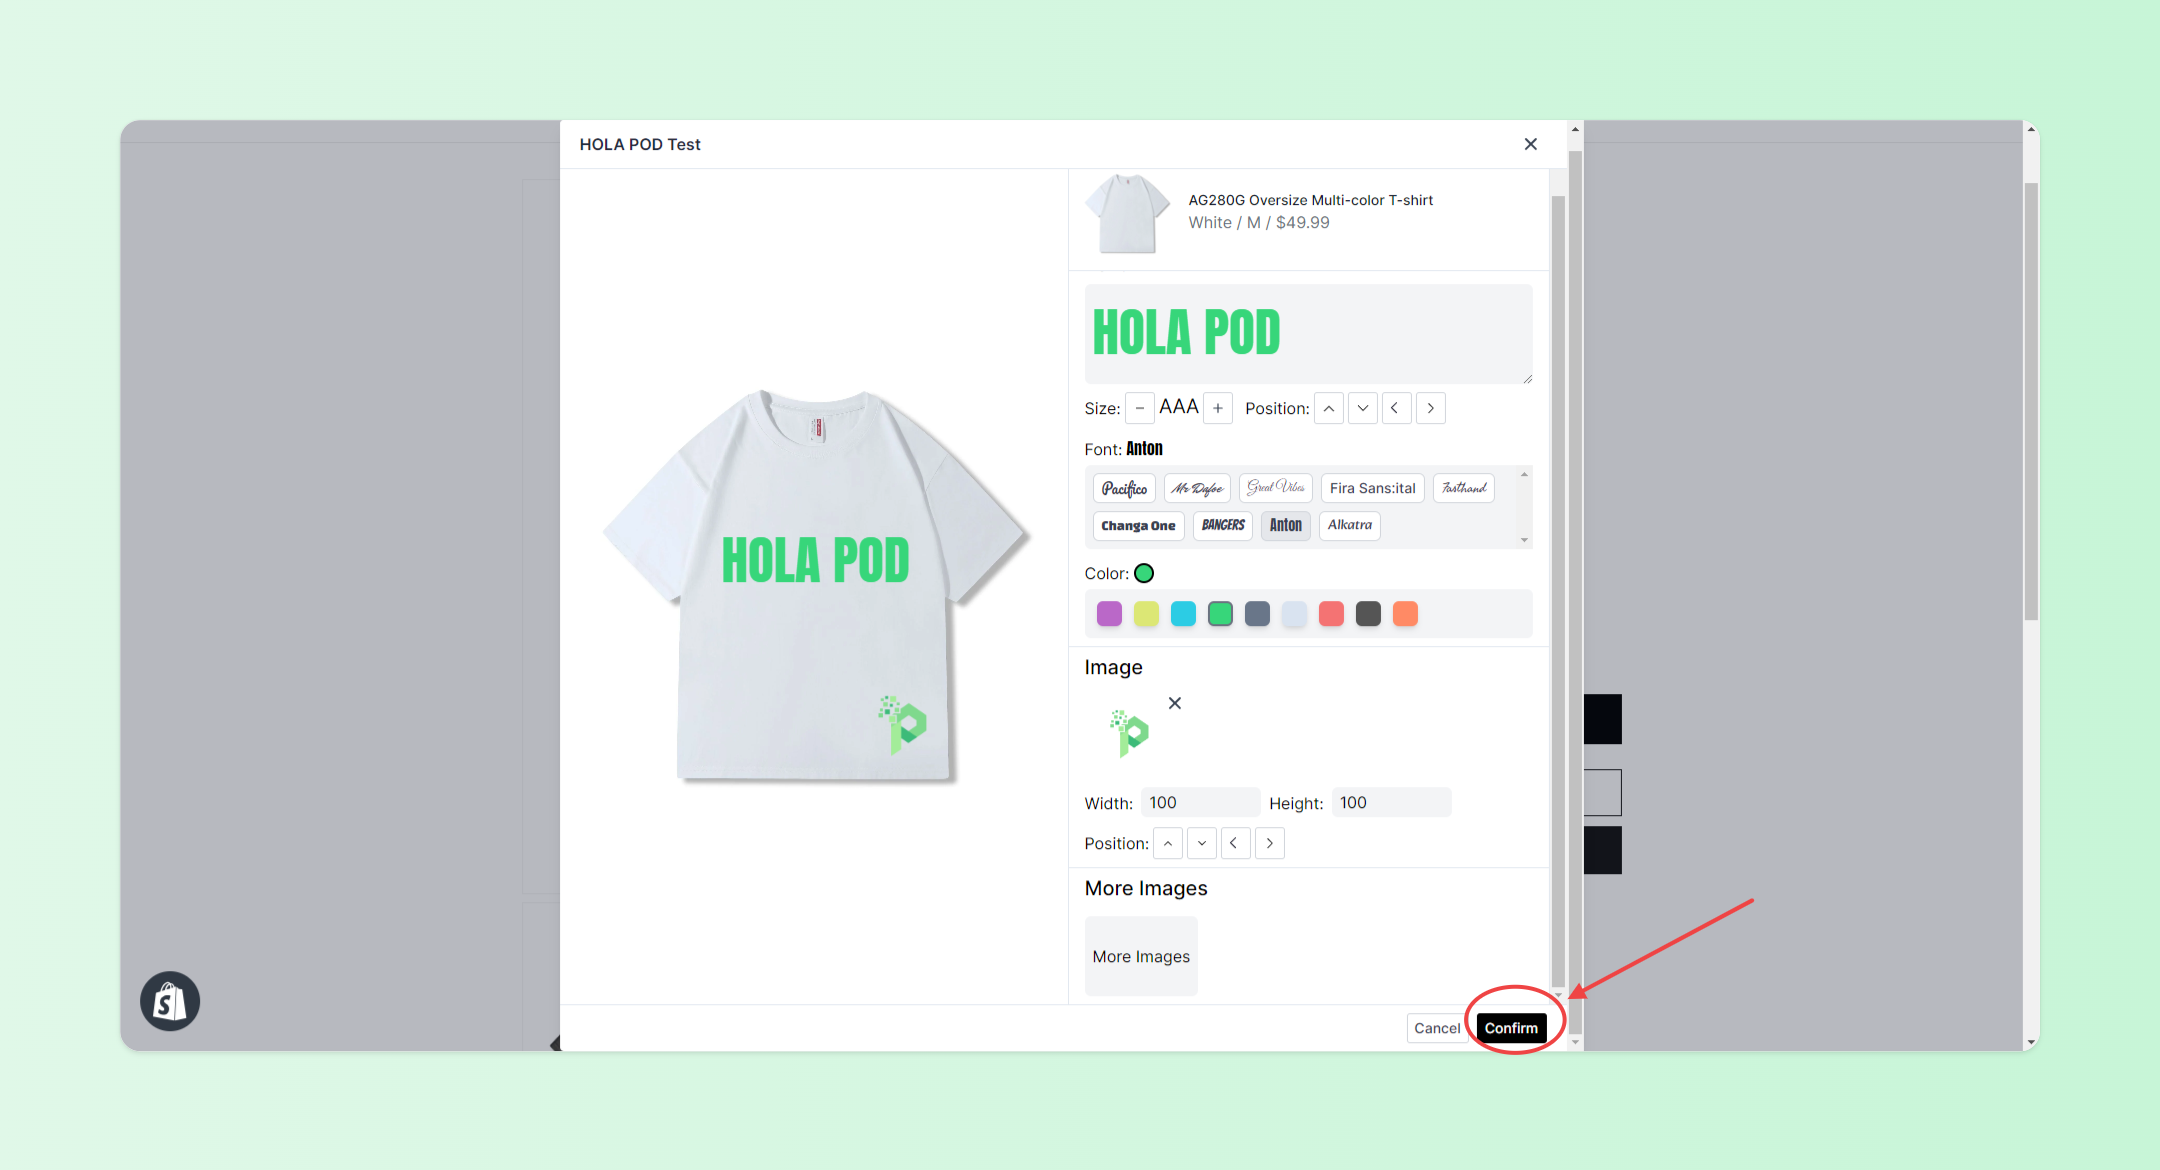 HOLA POD Test
AG280G Oversize Multi-color T-shirt
White / M / $49.99
HOLA POD
Size: − AAA + Position:
Font: Anton
Pacifico Mr Dafoe Great Vibes Fira Sans:ital Fasthand
Changa One BANGERS Anton Alkatra
Color:
HOLA POD
Image
Width: 100 Height: 100
Position:
More Images
More Images
Cancel Confirm